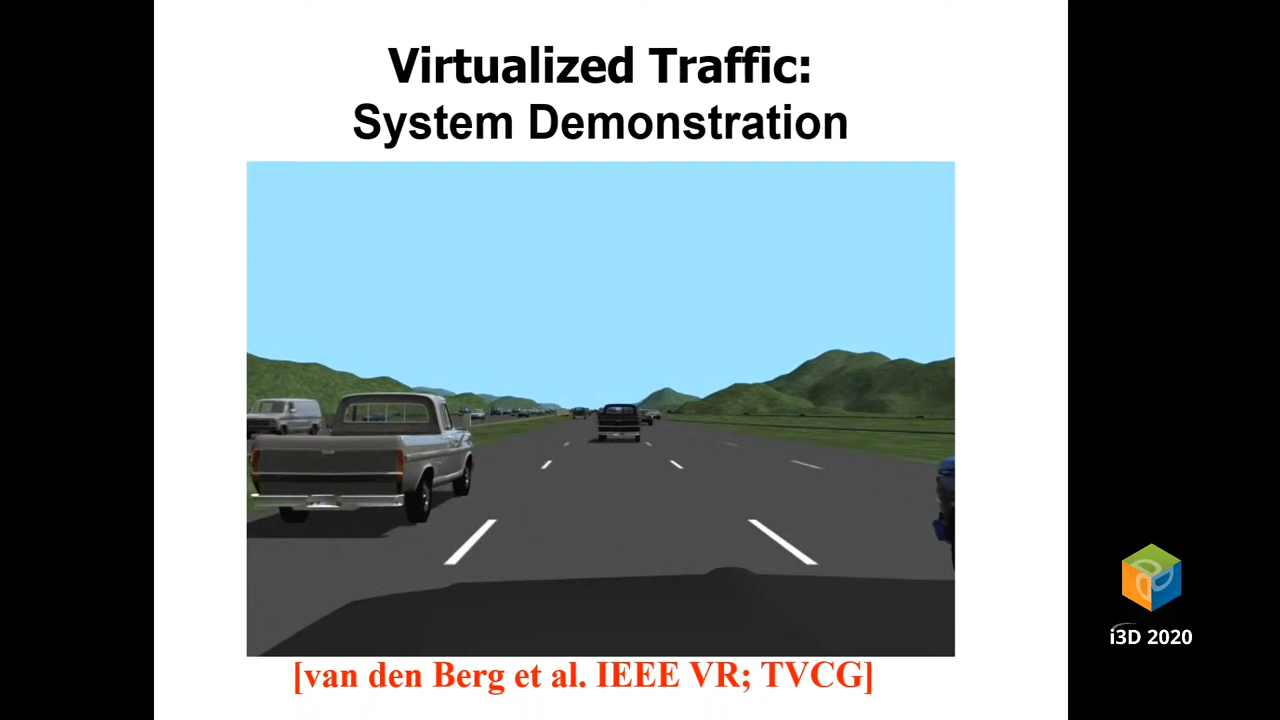 Virtualized Traffic:
System Demonstration
[van den Berg et al. IEEE VR; TVCG]
i3D 2020